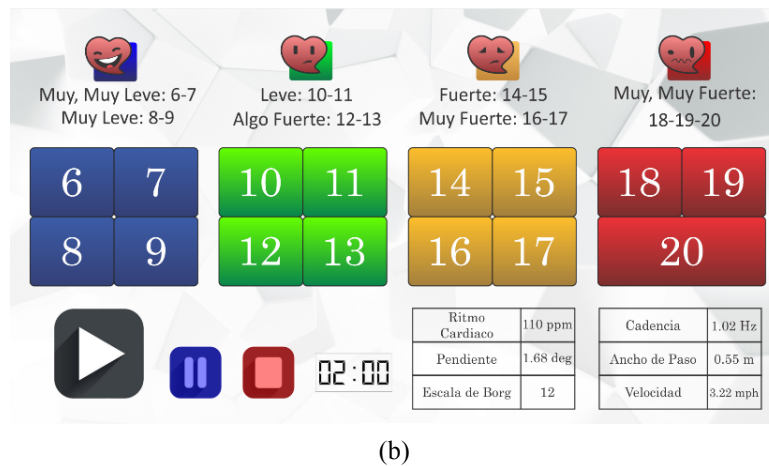 Muy, Muy Leve: 6-7
Muy Leve: 8-9
Leve: 10-11
Algo Fuerte: 12-13
Fuerte: 14-15
Muy Fuerte: 16-17
Muy, Muy Fuerte:
18-19-20
6 7
8 9
10 11
12 13
14 15
16 17
18 19
20
02:00
Ritmo
Cardiaco 110 ppm
Pendiente 1.68 deg
Escala de Borg 12
Cadencia 1.02 Hz
Ancho de Paso 0.55 m
Velocidad 3.22 mph
(b)